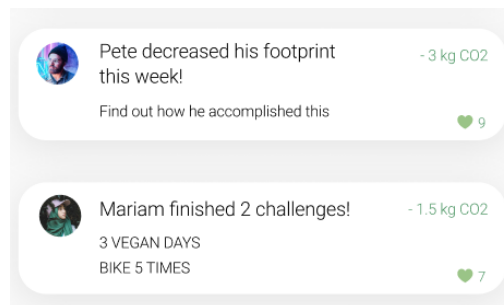 Pete decreased his footprint
- 3 kg CO2
this week!
Find out how he accomplished this
9
Mariam finished 2 challenges!
- 1.5 kg CO2
3 VEGAN DAYS
BIKE 5 TIMES
7